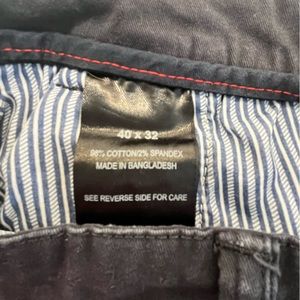 40 x 32
98% COTTON/2% SPANDEX
MADE IN BANGLADESH
SEE REVERSE SIDE FOR CARE